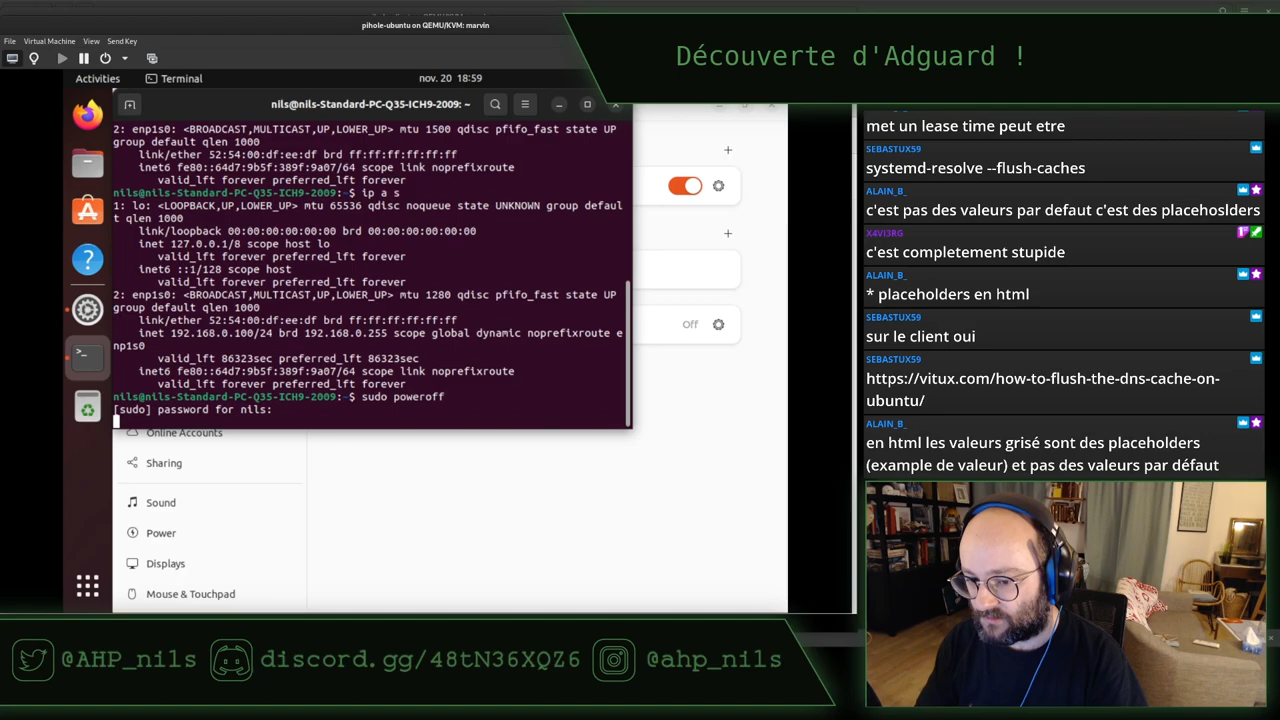 pihole-ubuntu on QEMU/KVM: marvin
File Virtual Machine View Send Key
Découverte d'Adguard !
Activities Terminal nov. 20 18:59
nils@nils-Standard-PC-Q35-ICH9-2009: ~
2: enp1s0: <BROADCAST,MULTICAST,UP,LOWER_UP> mtu 1500 qdisc pfifo_fast state UP
group default qlen 1000
link/ether 52:54:00:df:ee:df brd ff:ff:ff:ff:ff:ff
inet6 fe80::64d7:9b5f:389f:9a07/64 scope link noprefixroute
valid_lft forever preferred_lft forever
nils@nils-Standard-PC-Q35-ICH9-2009:~$ ip a s
1: lo: <LOOPBACK,UP,LOWER_UP> mtu 65536 qdisc noqueue state UNKNOWN group defaul
t qlen 1000
link/loopback 00:00:00:00:00:00 brd 00:00:00:00:00:00
inet 127.0.0.1/8 scope host lo
valid_lft forever preferred_lft forever
inet6 ::1/128 scope host
valid_lft forever preferred_lft forever
2: enp1s0: <BROADCAST,MULTICAST,UP,LOWER_UP> mtu 1280 qdisc pfifo_fast state UP
group default qlen 1000
link/ether 52:54:00:df:ee:df brd ff:ff:ff:ff:ff:ff
inet 192.168.0.100/24 brd 192.168.0.255 scope global dynamic noprefixroute e
np1s0
valid_lft 86323sec preferred_lft 86323sec
inet6 fe80::64d7:9b5f:389f:9a07/64 scope link noprefixroute
valid_lft forever preferred_lft forever
nils@nils-Standard-PC-Q35-ICH9-2009:~$ sudo poweroff
[sudo] password for nils:
Off
Online Accounts
Sharing
Sound
Power
Displays
Mouse & Touchpad
met un lease time peut etre
SEBASTUX59
systemd-resolve --flush-caches
ALAIN_B_
c'est pas des valeurs par defaut c'est des placehoslders
X4VI3RG
c'est completement stupide
ALAIN_B_
* placeholders en html
SEBASTUX59
sur le client oui
SEBASTUX59
https://vitux.com/how-to-flush-the-dns-cache-on-
ubuntu/
ALAIN_B_
en html les valeurs grisé sont des placeholders
(example de valeur) et pas des valeurs par défaut
@AHP_nils discord.gg/48tN36XQZ6 @ahp_nils